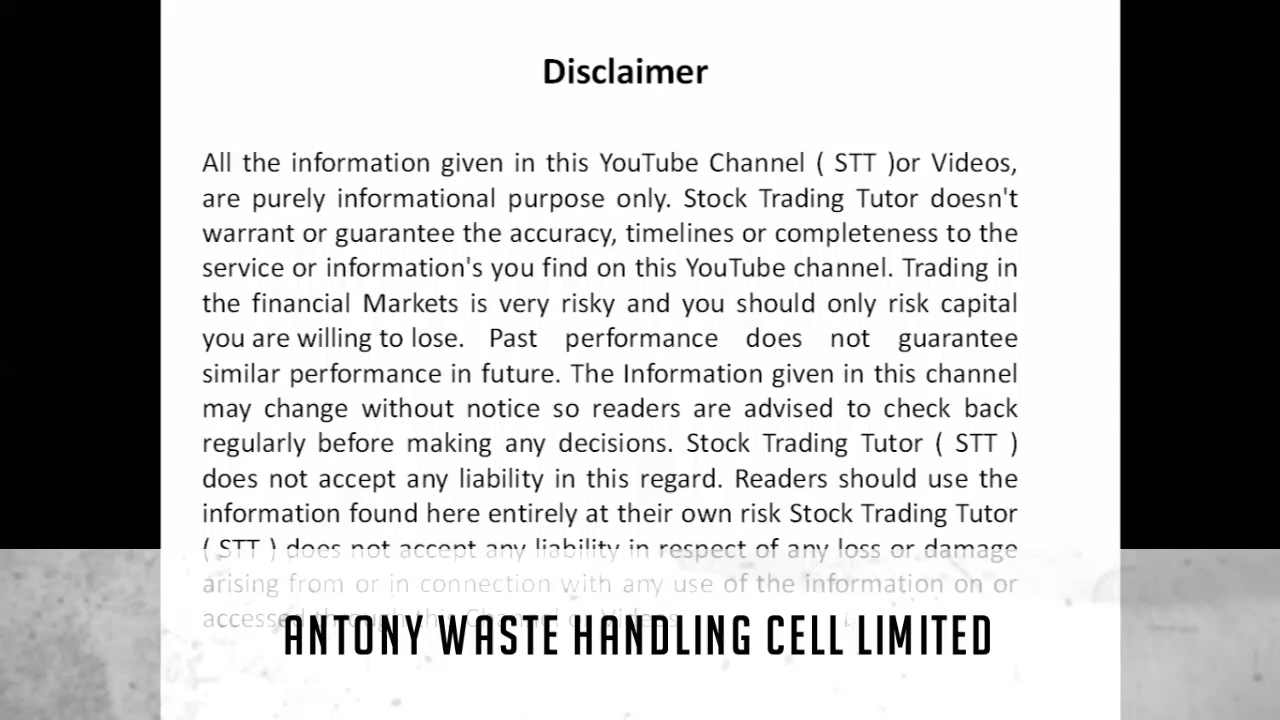 Disclaimer
All the information given in this YouTube Channel ( STT )or Videos,
are purely informational purpose only. Stock Trading Tutor doesn't
warrant or guarantee the accuracy, timelines or completeness to the
service or information's you find on this YouTube channel. Trading in
the financial Markets is very risky and you should only risk capital
you are willing to lose. Past performance does not guarantee
similar performance in future. The Information given in this channel
may change without notice so readers are advised to check back
regularly before making any decisions. Stock Trading Tutor ( STT )
does not accept any liability in this regard. Readers should use the
information found here entirely at their own risk Stock Trading Tutor
( STT ) does not accept any liability in respect of any loss or damage
arising from or in connection with any use of the information on or
accessed through this Channel or Videos
ANTONY WASTE HANDLING CELL LIMITED